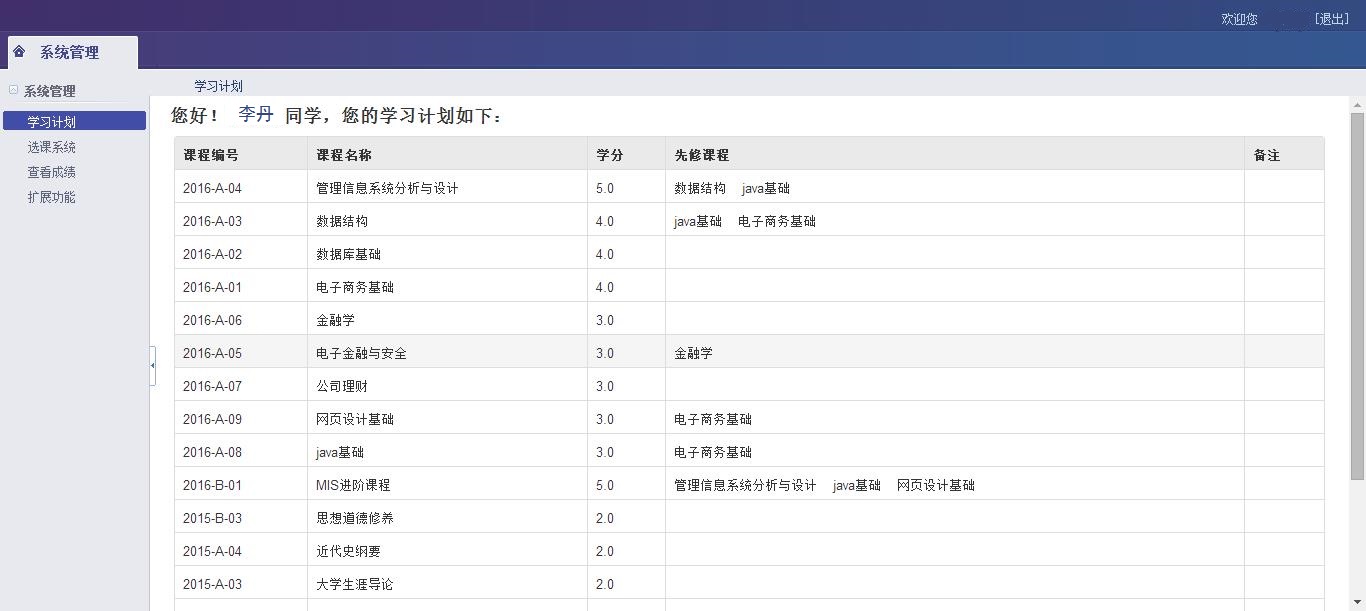 欢迎您 [退出]
系统管理
系统管理
学习计划
选课系统
查看成绩
扩展功能
学习计划
您好！ 李丹 同学，您的学习计划如下：
课程编号 课程名称 学分 先修课程 备注
2016-A-04 管理信息系统分析与设计 5.0 数据结构 java基础
2016-A-03 数据结构 4.0 java基础 电子商务基础
2016-A-02 数据库基础 4.0
2016-A-01 电子商务基础 4.0
2016-A-06 金融学 3.0
2016-A-05 电子金融与安全 3.0 金融学
2016-A-07 公司理财 3.0
2016-A-09 网页设计基础 3.0 电子商务基础
2016-A-08 java基础 3.0 电子商务基础
2016-B-01 MIS进阶课程 5.0 管理信息系统分析与设计 java基础 网页设计基础
2015-B-03 思想道德修养 2.0
2015-A-04 近代史纲要 2.0
2015-A-03 大学生涯导论 2.0